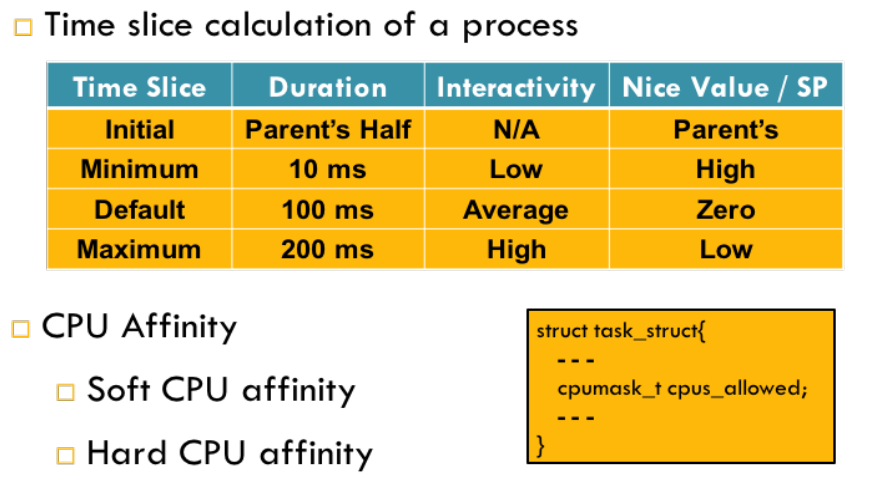 Time slice calculation of a process
Time Slice Duration Interactivity Nice Value / SP
Initial Parent's Half N/A Parent's
Minimum 10 ms Low High
Default 100 ms Average Zero
Maximum 200 ms High Low
CPU Affinity
Soft CPU affinity
Hard CPU affinity
struct task_struct{
- - -
cpumask_t cpus_allowed;
- - -
}